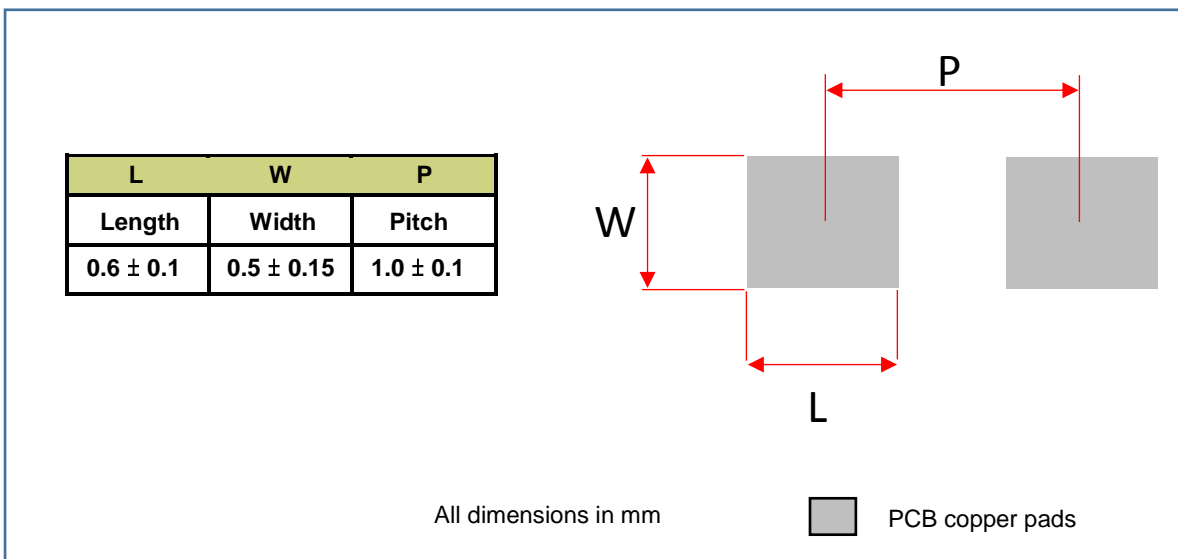 P
L W P
Length Width Pitch
0.6 ± 0.1 0.5 ± 0.15 1.0 ± 0.1
W
L
All dimensions in mm
PCB copper pads